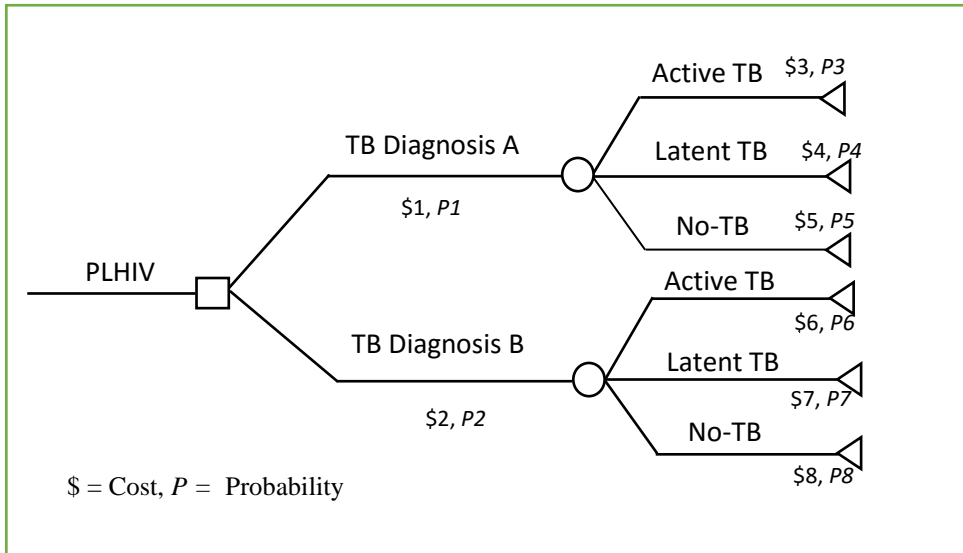 Active TB $3, P3
TB Diagnosis A
Latent TB $4, P4
$1, P1
No-TB $5, P5
PLHIV
Active TB
$6, P6
TB Diagnosis B
Latent TB
$7, P7
$2, P2
No-TB
$8, P8
$ = Cost, P = Probability